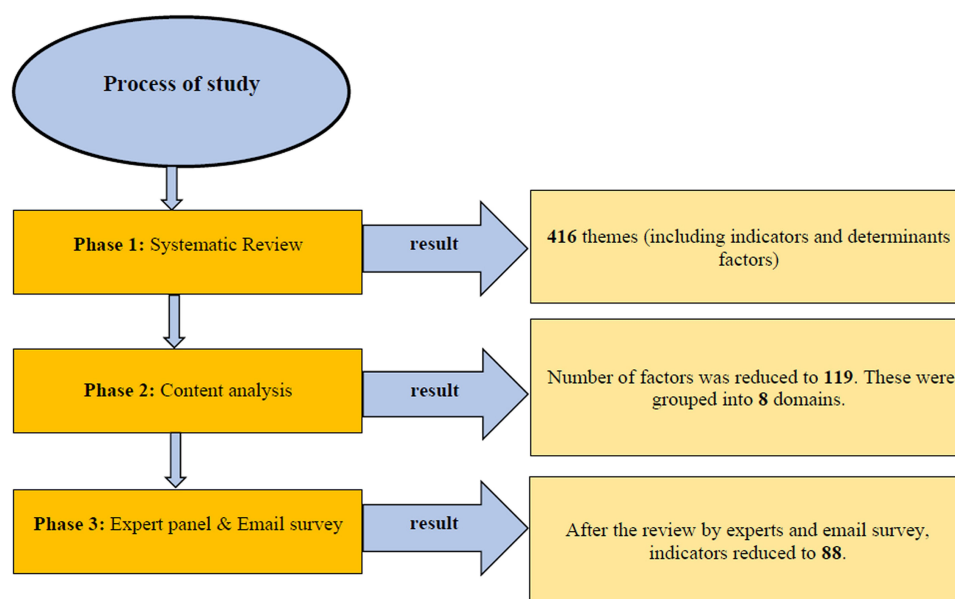 Process of study
Phase 1: Systematic Review
result
416 themes (including indicators and determinants
factors)
Phase 2: Content analysis
result
Number of factors was reduced to 119. These were
grouped into 8 domains.
Phase 3: Expert panel & Email survey
result
After the review by experts and email survey,
indicators reduced to 88.